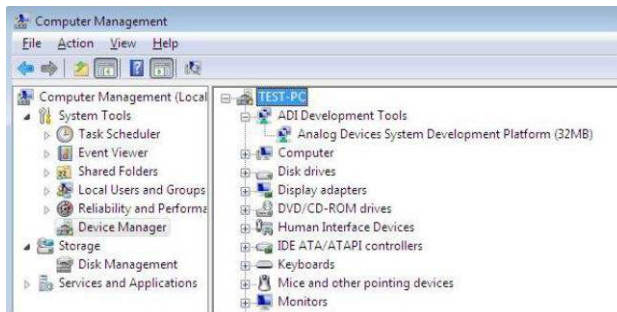 Computer Management
File Action View Help
Computer Management (Local
System Tools
Task Scheduler
Event Viewer
Shared Folders
Local Users and Groups
Reliability and Performa
Device Manager
Storage
Disk Management
Services and Applications
TEST-PC
ADI Development Tools
Analog Devices System Development Platform (32MB)
Computer
Disk drives
Display adapters
DVD/CD-ROM drives
Human Interface Devices
IDE ATA/ATAPI controllers
Keyboards
Mice and other pointing devices
Monitors